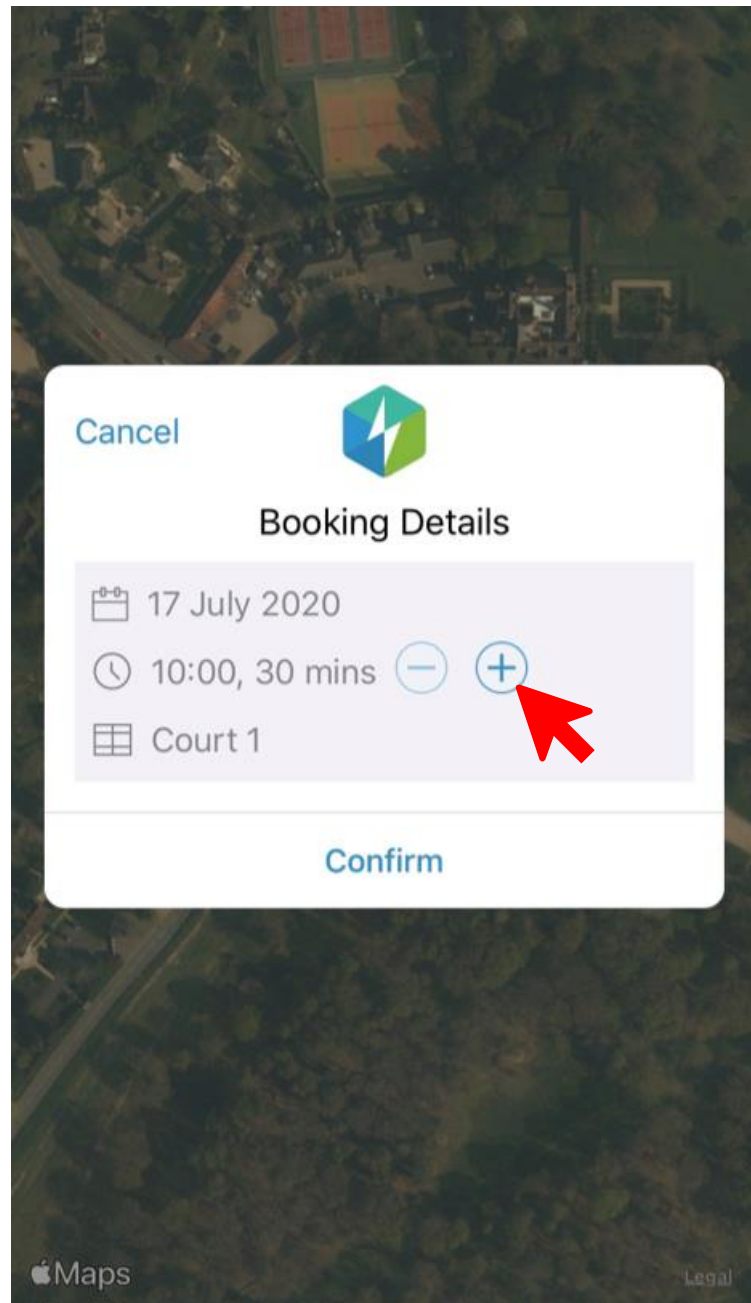 Cancel
Booking Details
17 July 2020
10:00, 30 mins
Court 1
Confirm
Maps
Legal